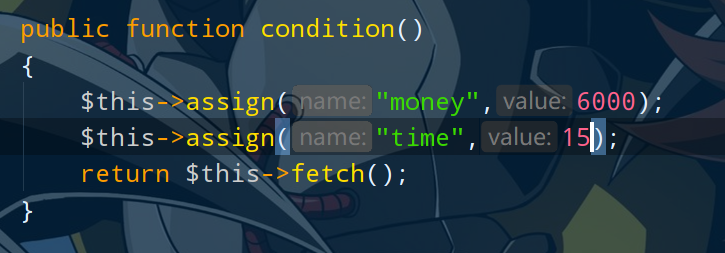 public function condition()
{
$this->assign( name: "money", value: 6000);
$this->assign( name: "time", value: 15);
return $this->fetch();
}